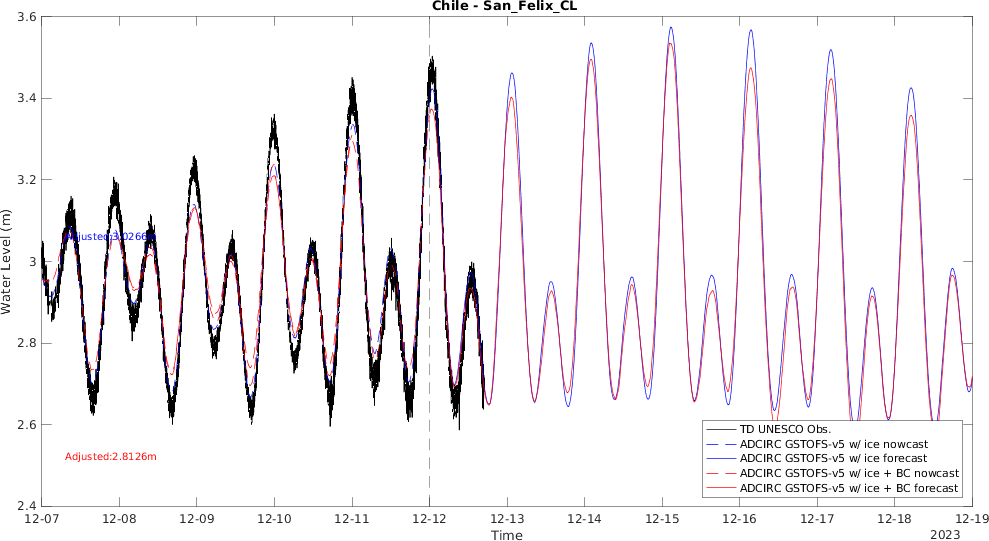 Chile - San_Felix_CL
3.6
3.4
3.2
3
2.8
2.6
2.4
Water Level (m)
Adjusted:3.0266m
Adjusted:2.8126m
TD UNESCO Obs.
ADCIRC GSTOFS-v5 w/ ice nowcast
ADCIRC GSTOFS-v5 w/ ice forecast
ADCIRC GSTOFS-v5 w/ ice + BC nowcast
ADCIRC GSTOFS-v5 w/ ice + BC forecast
12-07 12-08 12-09 12-10 12-11 12-12 12-13 12-14 12-15 12-16 12-17 12-18 12-19
Time
2023